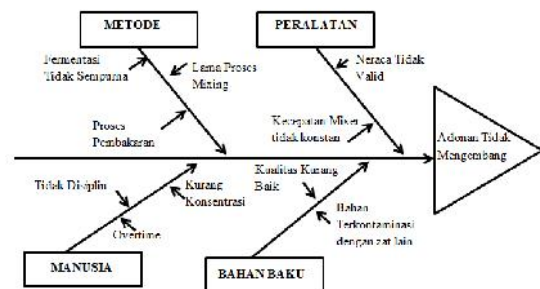 METODE
PERALATAN
Fermentasi
Tidak Sempurna
Lama Proses
Mixing
Proses
Pembakaran
Neraca Tidak
Valid
Kecepatan Mixer
tidak konstan
Adonan Tidak
Mengembang
Tidak Disiplin
Kurang
Konsentrasi
Overtime
Kualitas Kurang
Baik
Bahan
Terkontaminasi
dengan zat lain
MANUSIA
BAHAN BAKU